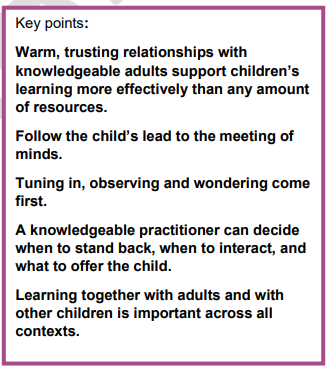 Key points:
Warm, trusting relationships with
knowledgeable adults support children's
learning more effectively than any amount
of resources.
Follow the child's lead to the meeting of
minds.
Tuning in, observing and wondering come
first.
A knowledgeable practitioner can decide
when to stand back, when to interact, and
what to offer the child.
Learning together with adults and with
other children is important across all
contexts.